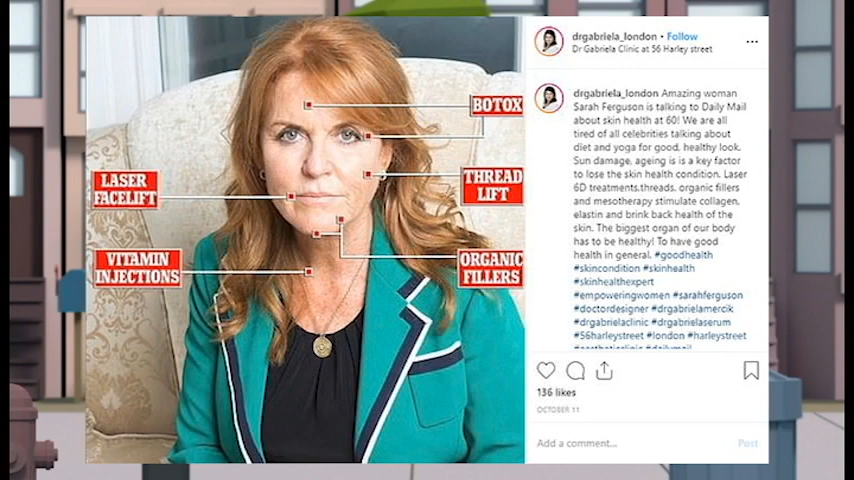 BOTOX
LASER
FACELIFT
THREAD
LIFT
VITAMIN
INJECTIONS
ORGANIC
FILLERS
drgabriela_london • Follow
Dr Gabriela Clinic at 56 Harley street
drgabriela_london Amazing woman
Sarah Ferguson is talking to Daily Mail
about skin health at 60! We are all
tired of all celebrities talking about
diet and yoga for good, healthy look.
Sun damage, ageing is is a key factor
to lose the skin health condition. Laser
6D treatments.threads. organic fillers
and mesotherapy stimulate collagen,
elastin and brink back health of the
skin. The biggest organ of our body
has to be healthy! To have good
health in general. #goodhealth
#skincondition #skinhealth
#skinhealthexpert
#empoweringwomen #sarahferguson
#doctordesigner #drgabrielamercik
#drgabrielaclinic #drgabrielaserum
#56harleystreet #london #harleystreet
#aestheticclinic #dailymail
136 likes
OCTOBER 11
Add a comment...
Post